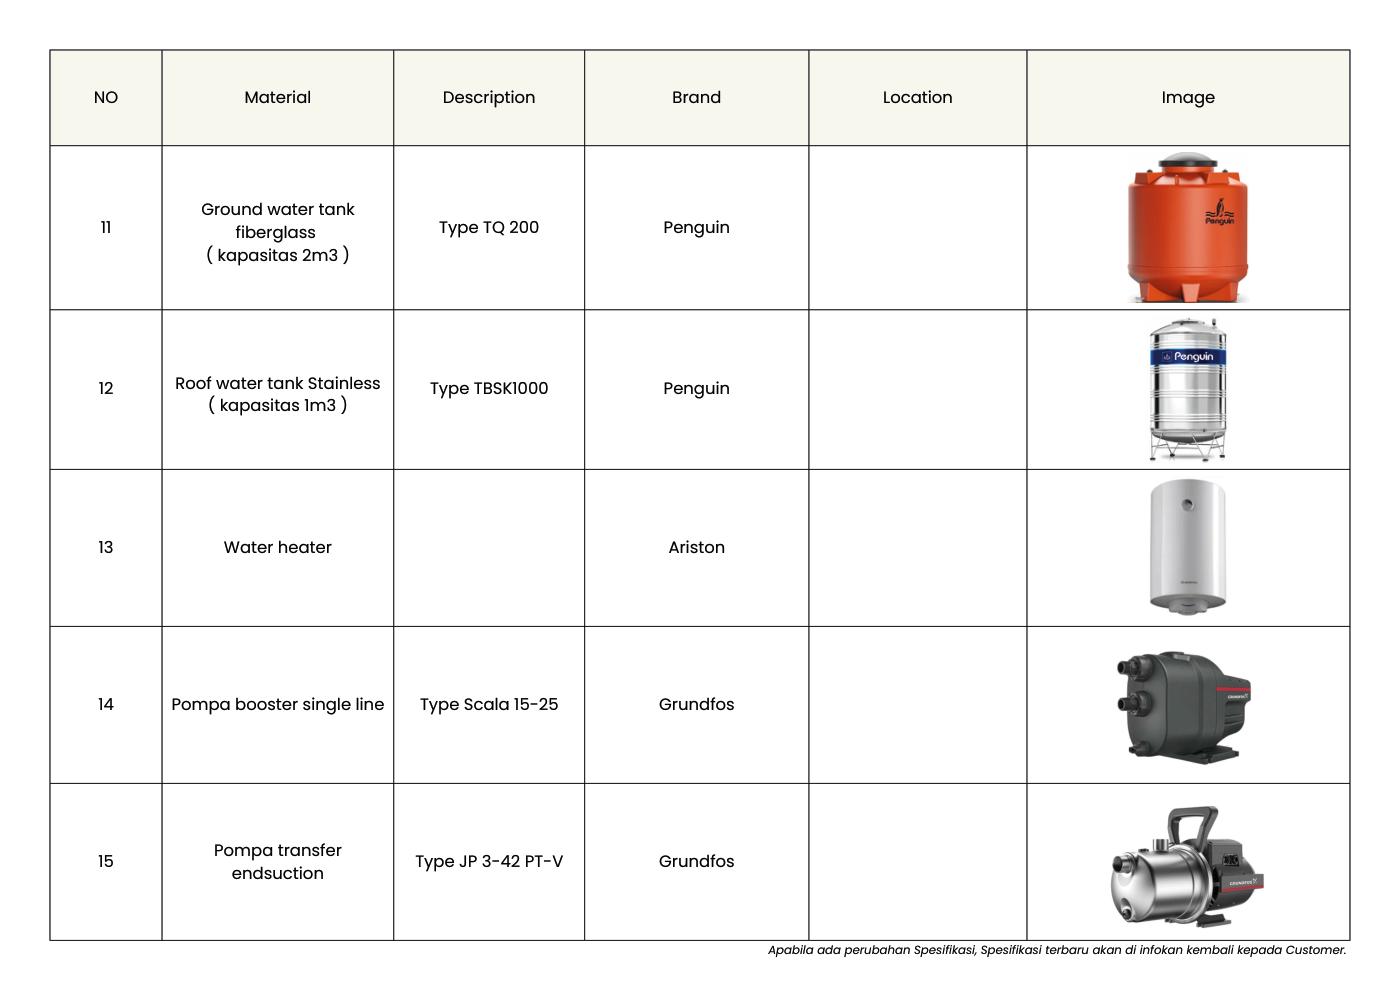 NO Material Description Brand Location Image
11
Ground water tank
fiberglass
( kapasitas 2m3 )
Type TQ 200
Penguin
Penguin
12
Roof water tank Stainless
( kapasitas 1m3 )
Type TBSK1000
Penguin
Penguin
13
Water heater
Ariston
14
Pompa booster single line
Type Scala 15-25
Grundfos
GRUNDFOS
15
Pompa transfer
endsuction
Type JP 3-42 PT-V
Grundfos
GRUNDFOS
Apabila ada perubahan Spesifikasi, Spesifikasi terbaru akan di infokan kembali kepada Customer.